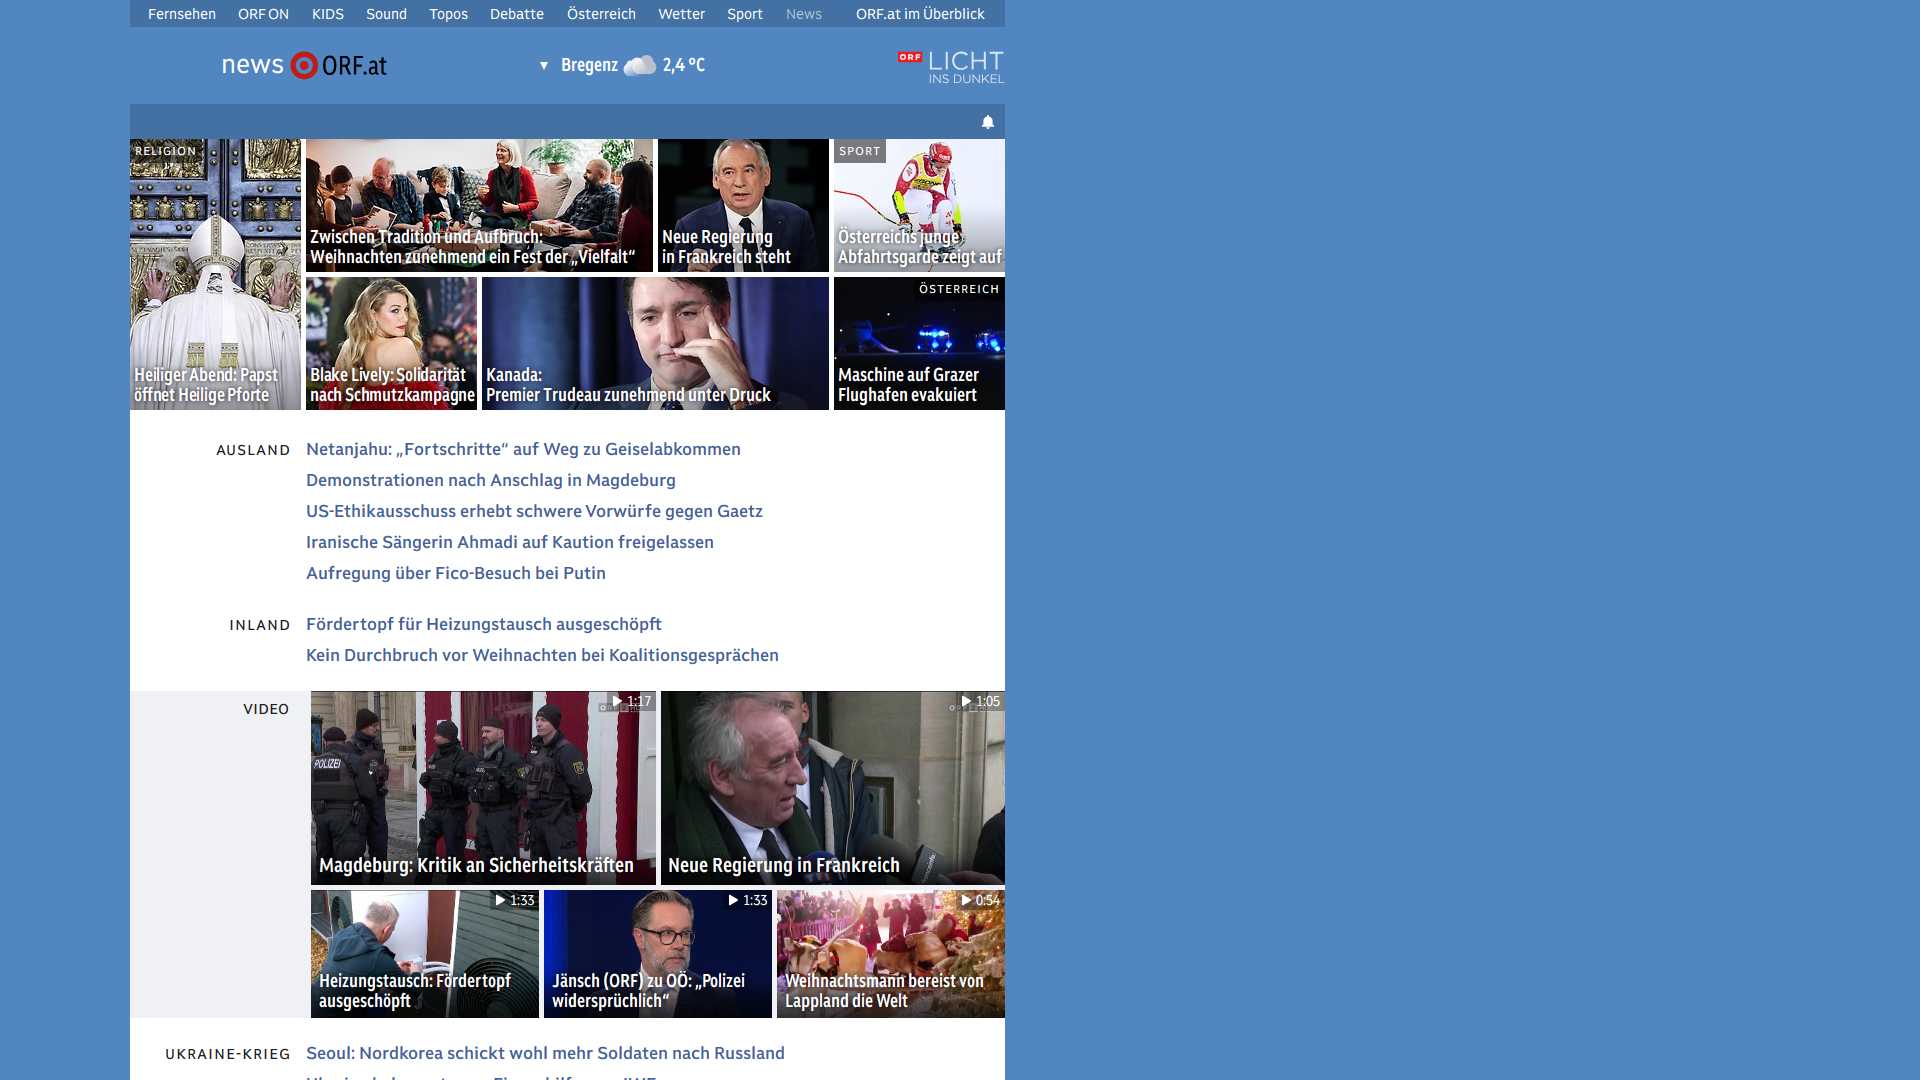 Fernsehen ORF ON KIDS Sound Topos Debatte Österreich Wetter Sport News ORF.at im Überblick
news ORF.at
Bregenz 2,4 °C
ORF LICHT
INS DUNKEL
RELIGION
Heiliger Abend: Papst
öffnet Heilige Pforte
Zwischen Tradition und Aufbruch:
Weihnachten zunehmend ein Fest der „Vielfalt“
Neue Regierung
in Frankreich steht
SPORT
Österreichs junge
Abfahrtsgarde zeigt auf
Blake Lively: Solidarität
nach Schmutzkampagne
Kanada:
Premier Trudeau zunehmend unter Druck
ÖSTERREICH
Maschine auf Grazer
Flughafen evakuiert
AUSLAND
Netanjahu: „Fortschritte“ auf Weg zu Geiselabkommen
Demonstrationen nach Anschlag in Magdeburg
US-Ethikausschuss erhebt schwere Vorwürfe gegen Gaetz
Iranische Sängerin Ahmadi auf Kaution freigelassen
Aufregung über Fico-Besuch bei Putin
INLAND
Fördertopf für Heizungstausch ausgeschöpft
Kein Durchbruch vor Weihnachten bei Koalitionsgesprächen
VIDEO
1:17
POLIZEI
Magdeburg: Kritik an Sicherheitskräften
1:05
Neue Regierung in Frankreich
1:33
Heizungstausch: Fördertopf
ausgeschöpft
1:33
Jänsch (ORF) zu OÖ: „Polizei
widersprüchlich“
0:54
Weihnachtsmann bereist von
Lappland die Welt
UKRAINE-KRIEG
Seoul: Nordkorea schickt wohl mehr Soldaten nach Russland